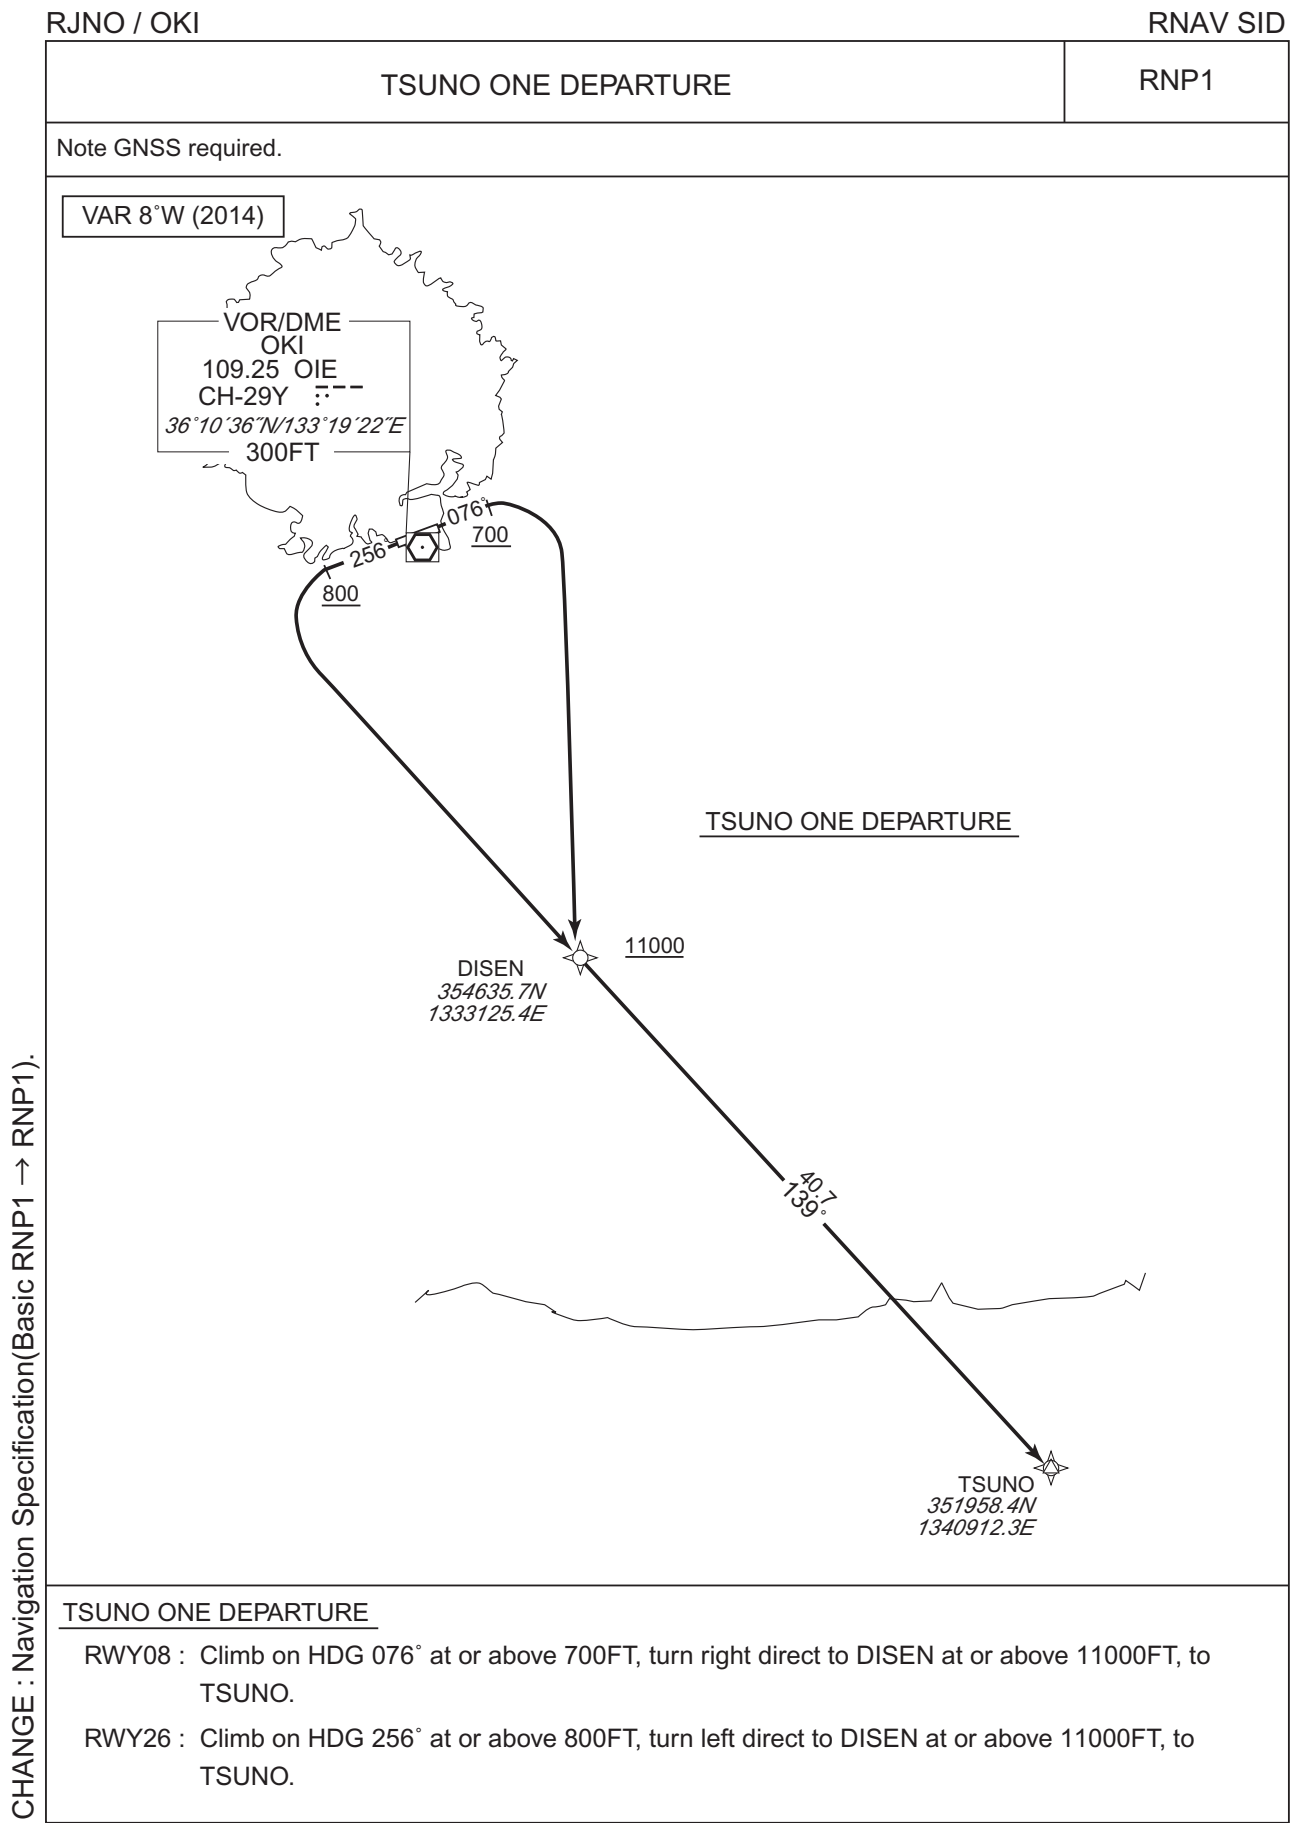 RJNO / OKI
RNAV SID
TSUNO ONE DEPARTURE
RNP1
Note GNSS required.
VAR 8˚W (2014)
VOR/DME
OKI
109.25 OIE
CH-29Y
36˚10´36˝N/133˚19´22˝E
300FT
076˚
700
256˚
800
TSUNO ONE DEPARTURE
11000
DISEN
354635.7N
1333125.4E
40.7
139˚
TSUNO
351958.4N
1340912.3E
TSUNO ONE DEPARTURE
RWY08 : Climb on HDG 076˚ at or above 700FT, turn right direct to DISEN at or above 11000FT, to
TSUNO.
RWY26 : Climb on HDG 256˚ at or above 800FT, turn left direct to DISEN at or above 11000FT, to
TSUNO.
CHANGE : Navigation Specification(Basic RNP1 → RNP1).